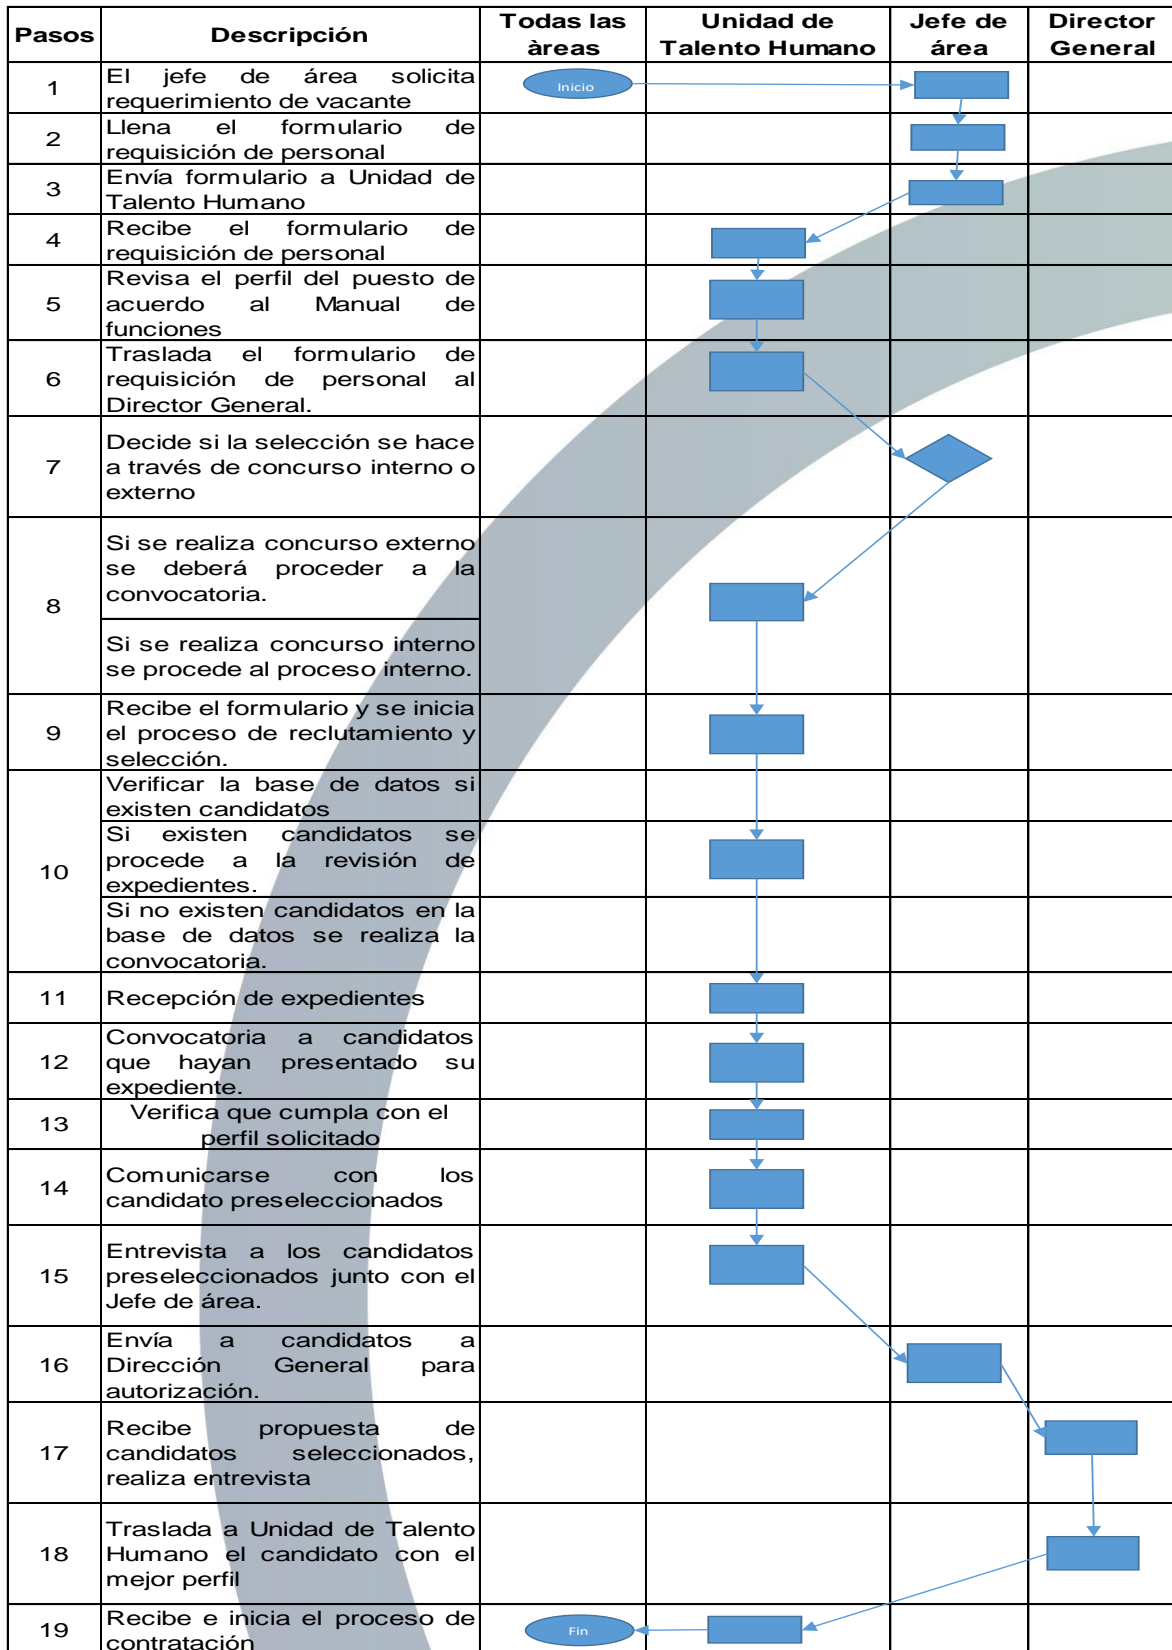 Pasos
Descripción
Todas las
àreas
Unidad de
Talento Humano
Jefe de
área
Director
General
1
El jefe de área solicita
requerimiento de vacante
Inicio
2
Llena el formulario de
requisición de personal
3
Envía formulario a Unidad de
Talento Humano
4
Recibe el formulario de
requisición de personal
5
Revisa el perfil del puesto de
acuerdo al Manual de
funciones
6
Traslada el formulario de
requisición de personal al
Director General.
7
Decide si la selección se hace
a través de concurso interno o
externo
8
Si se realiza concurso externo
se deberá proceder a la
convocatoria.
Si se realiza concurso interno
se procede al proceso interno.
9
Recibe el formulario y se inicia
el proceso de reclutamiento y
selección.
10
Verificar la base de datos si
existen candidatos
Si existen candidatos se
procede a la revisión de
expedientes.
Si no existen candidatos en la
base de datos se realiza la
convocatoria.
11
Recepción de expedientes
12
Convocatoria a candidatos
que hayan presentado su
expediente.
13
Verifica que cumpla con el
perfil solicitado
14
Comunicarse con los
candidato preseleccionados
15
Entrevista a los candidatos
preseleccionados junto con el
Jefe de área.
16
Envía a candidatos a
Dirección General para
autorización.
17
Recibe propuesta de
candidatos seleccionados,
realiza entrevista
18
Traslada a Unidad de Talento
Humano el candidato con el
mejor perfil
19
Recibe e inicia el proceso de
contratación
Fin